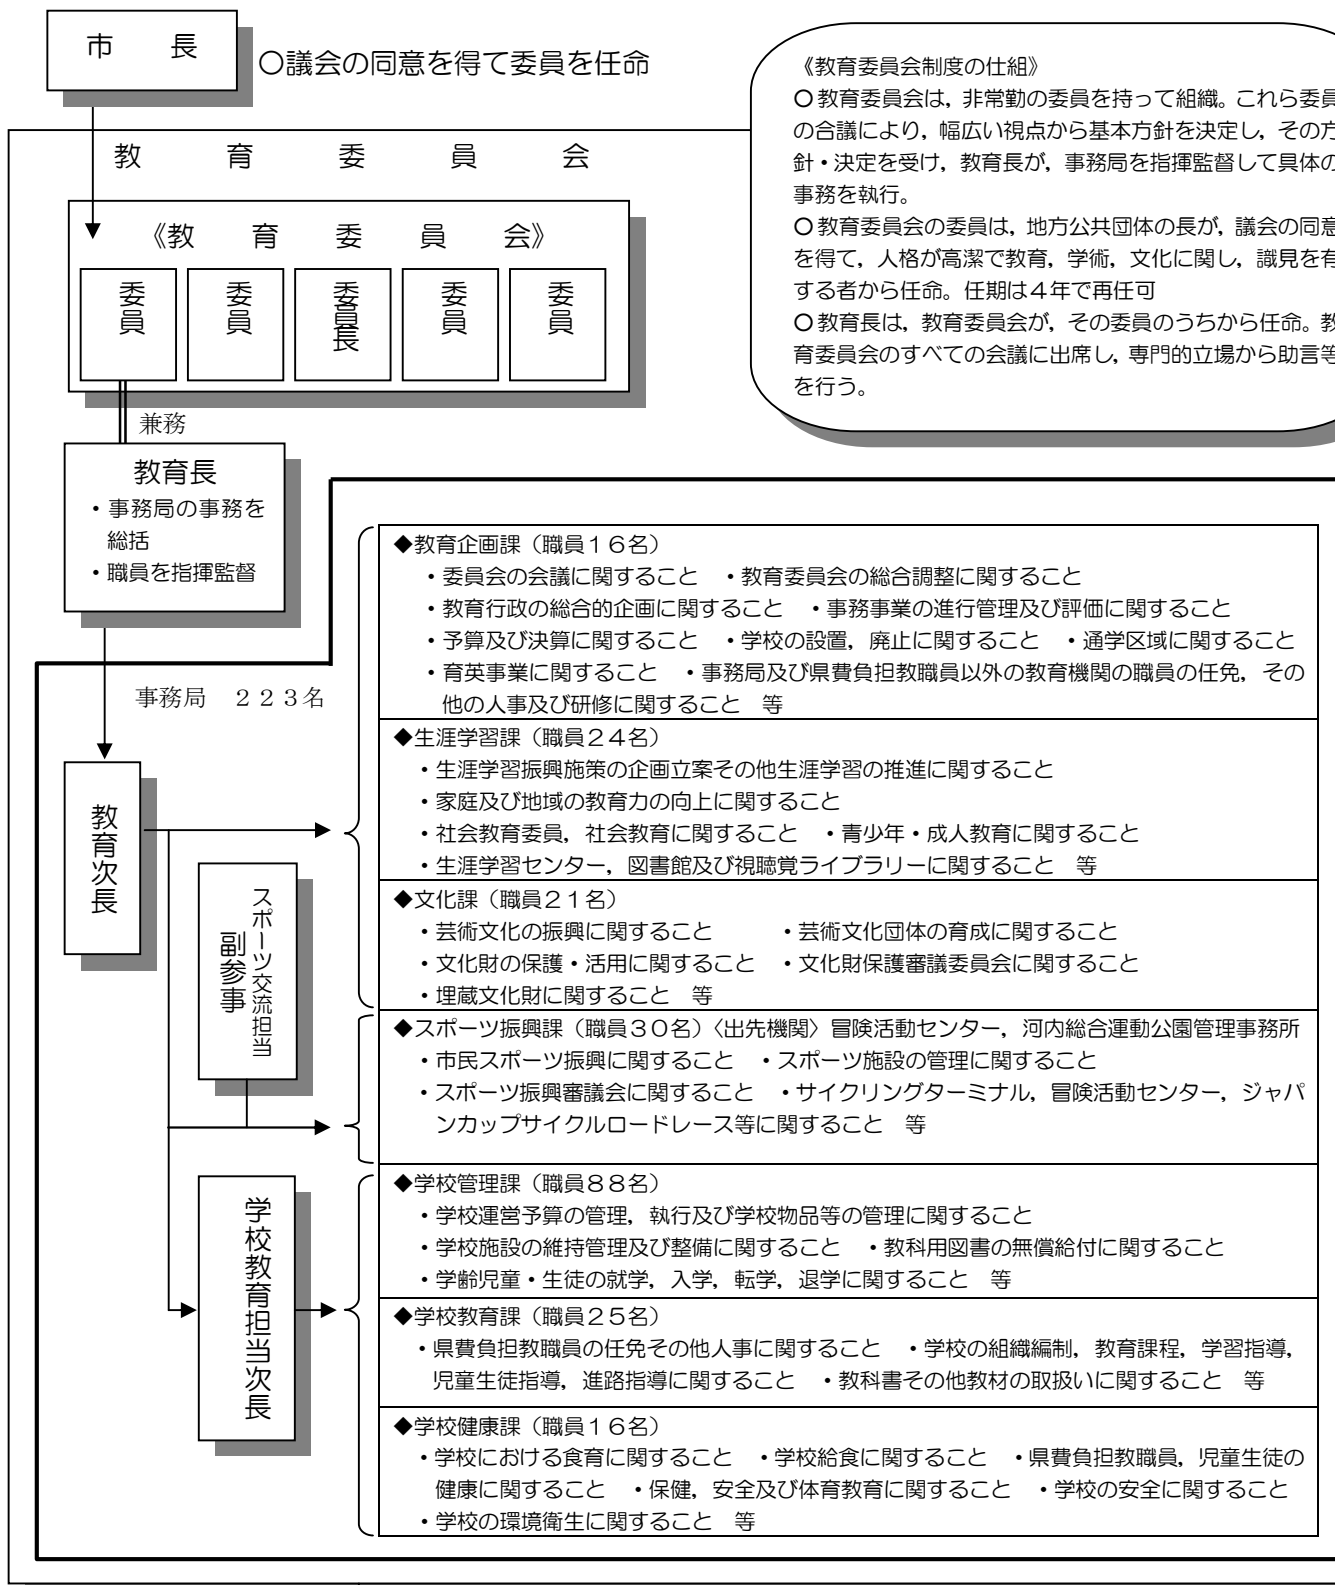 市　長
〇議会の同意を得て委員を任命
《教育委員会制度の仕組》
〇教育委員会は，非常勤の委員を持って組織。これら委員
の合議により，幅広い視点から基本方針を決定し，その方
針・決定を受け，教育長が，事務局を指揮監督して具体の
事務を執行。
〇教育委員会の委員は，地方公共団体の長が，議会の同意
を得て，人格が高潔で教育，学術，文化に関し，識見を有
する者から任命。任期は４年で再任可
〇教育長は，教育委員会が，その委員のうちから任命。教
育委員会のすべての会議に出席し，専門的立場から助言等
を行う。
教　育　委　員　会
《教　育　委　員　会》
委員
委員
委員長
委員
委員
兼務
教育長
・事務局の事務を
総括
・職員を指揮監督
事務局　２２３名
教育次長
スポーツ交流担当
副参事
学校教育担当次長
◆教育企画課（職員１６名）
・委員会の会議に関すること　・教育委員会の総合調整に関すること
・教育行政の総合的企画に関すること　・事務事業の進行管理及び評価に関すること
・予算及び決算に関すること　・学校の設置，廃止に関すること　・通学区域に関すること
・育英事業に関すること　・事務局及び県費負担教職員以外の教育機関の職員の任免，その
他の人事及び研修に関すること　等
◆生涯学習課（職員２４名）
・生涯学習振興施策の企画立案その他生涯学習の推進に関すること
・家庭及び地域の教育力の向上に関すること
・社会教育委員，社会教育に関すること　・青少年・成人教育に関すること
・生涯学習センター，図書館及び視聴覚ライブラリーに関すること　等
◆文化課（職員２１名）
・芸術文化の振興に関すること　・芸術文化団体の育成に関すること
・文化財の保護・活用に関すること　・文化財保護審議委員会に関すること
・埋蔵文化財に関すること　等
◆スポーツ振興課（職員３０名）〈出先機関〉冒険活動センター，河内総合運動公園管理事務所
・市民スポーツ振興に関すること　・スポーツ施設の管理に関すること
・スポーツ振興審議会に関すること　・サイクリングターミナル，冒険活動センター，ジャパ
ンカップサイクルロードレース等に関すること　等
◆学校管理課（職員８８名）
・学校運営予算の管理，執行及び学校物品等の管理に関すること
・学校施設の維持管理及び整備に関すること　・教科用図書の無償給付に関すること
・学齢児童・生徒の就学，入学，転学，退学に関すること　等
◆学校教育課（職員２５名）
・県費負担教職員の任免その他人事に関すること　・学校の組織編制，教育課程，学習指導，
児童生徒指導，進路指導に関すること　・教科書その他教材の取扱いに関すること　等
◆学校健康課（職員１６名）
・学校における食育に関すること　・学校給食に関すること　・県費負担教職員，児童生徒の
健康に関すること　・保健，安全及び体育教育に関すること　・学校の安全に関すること
・学校の環境衛生に関すること　等